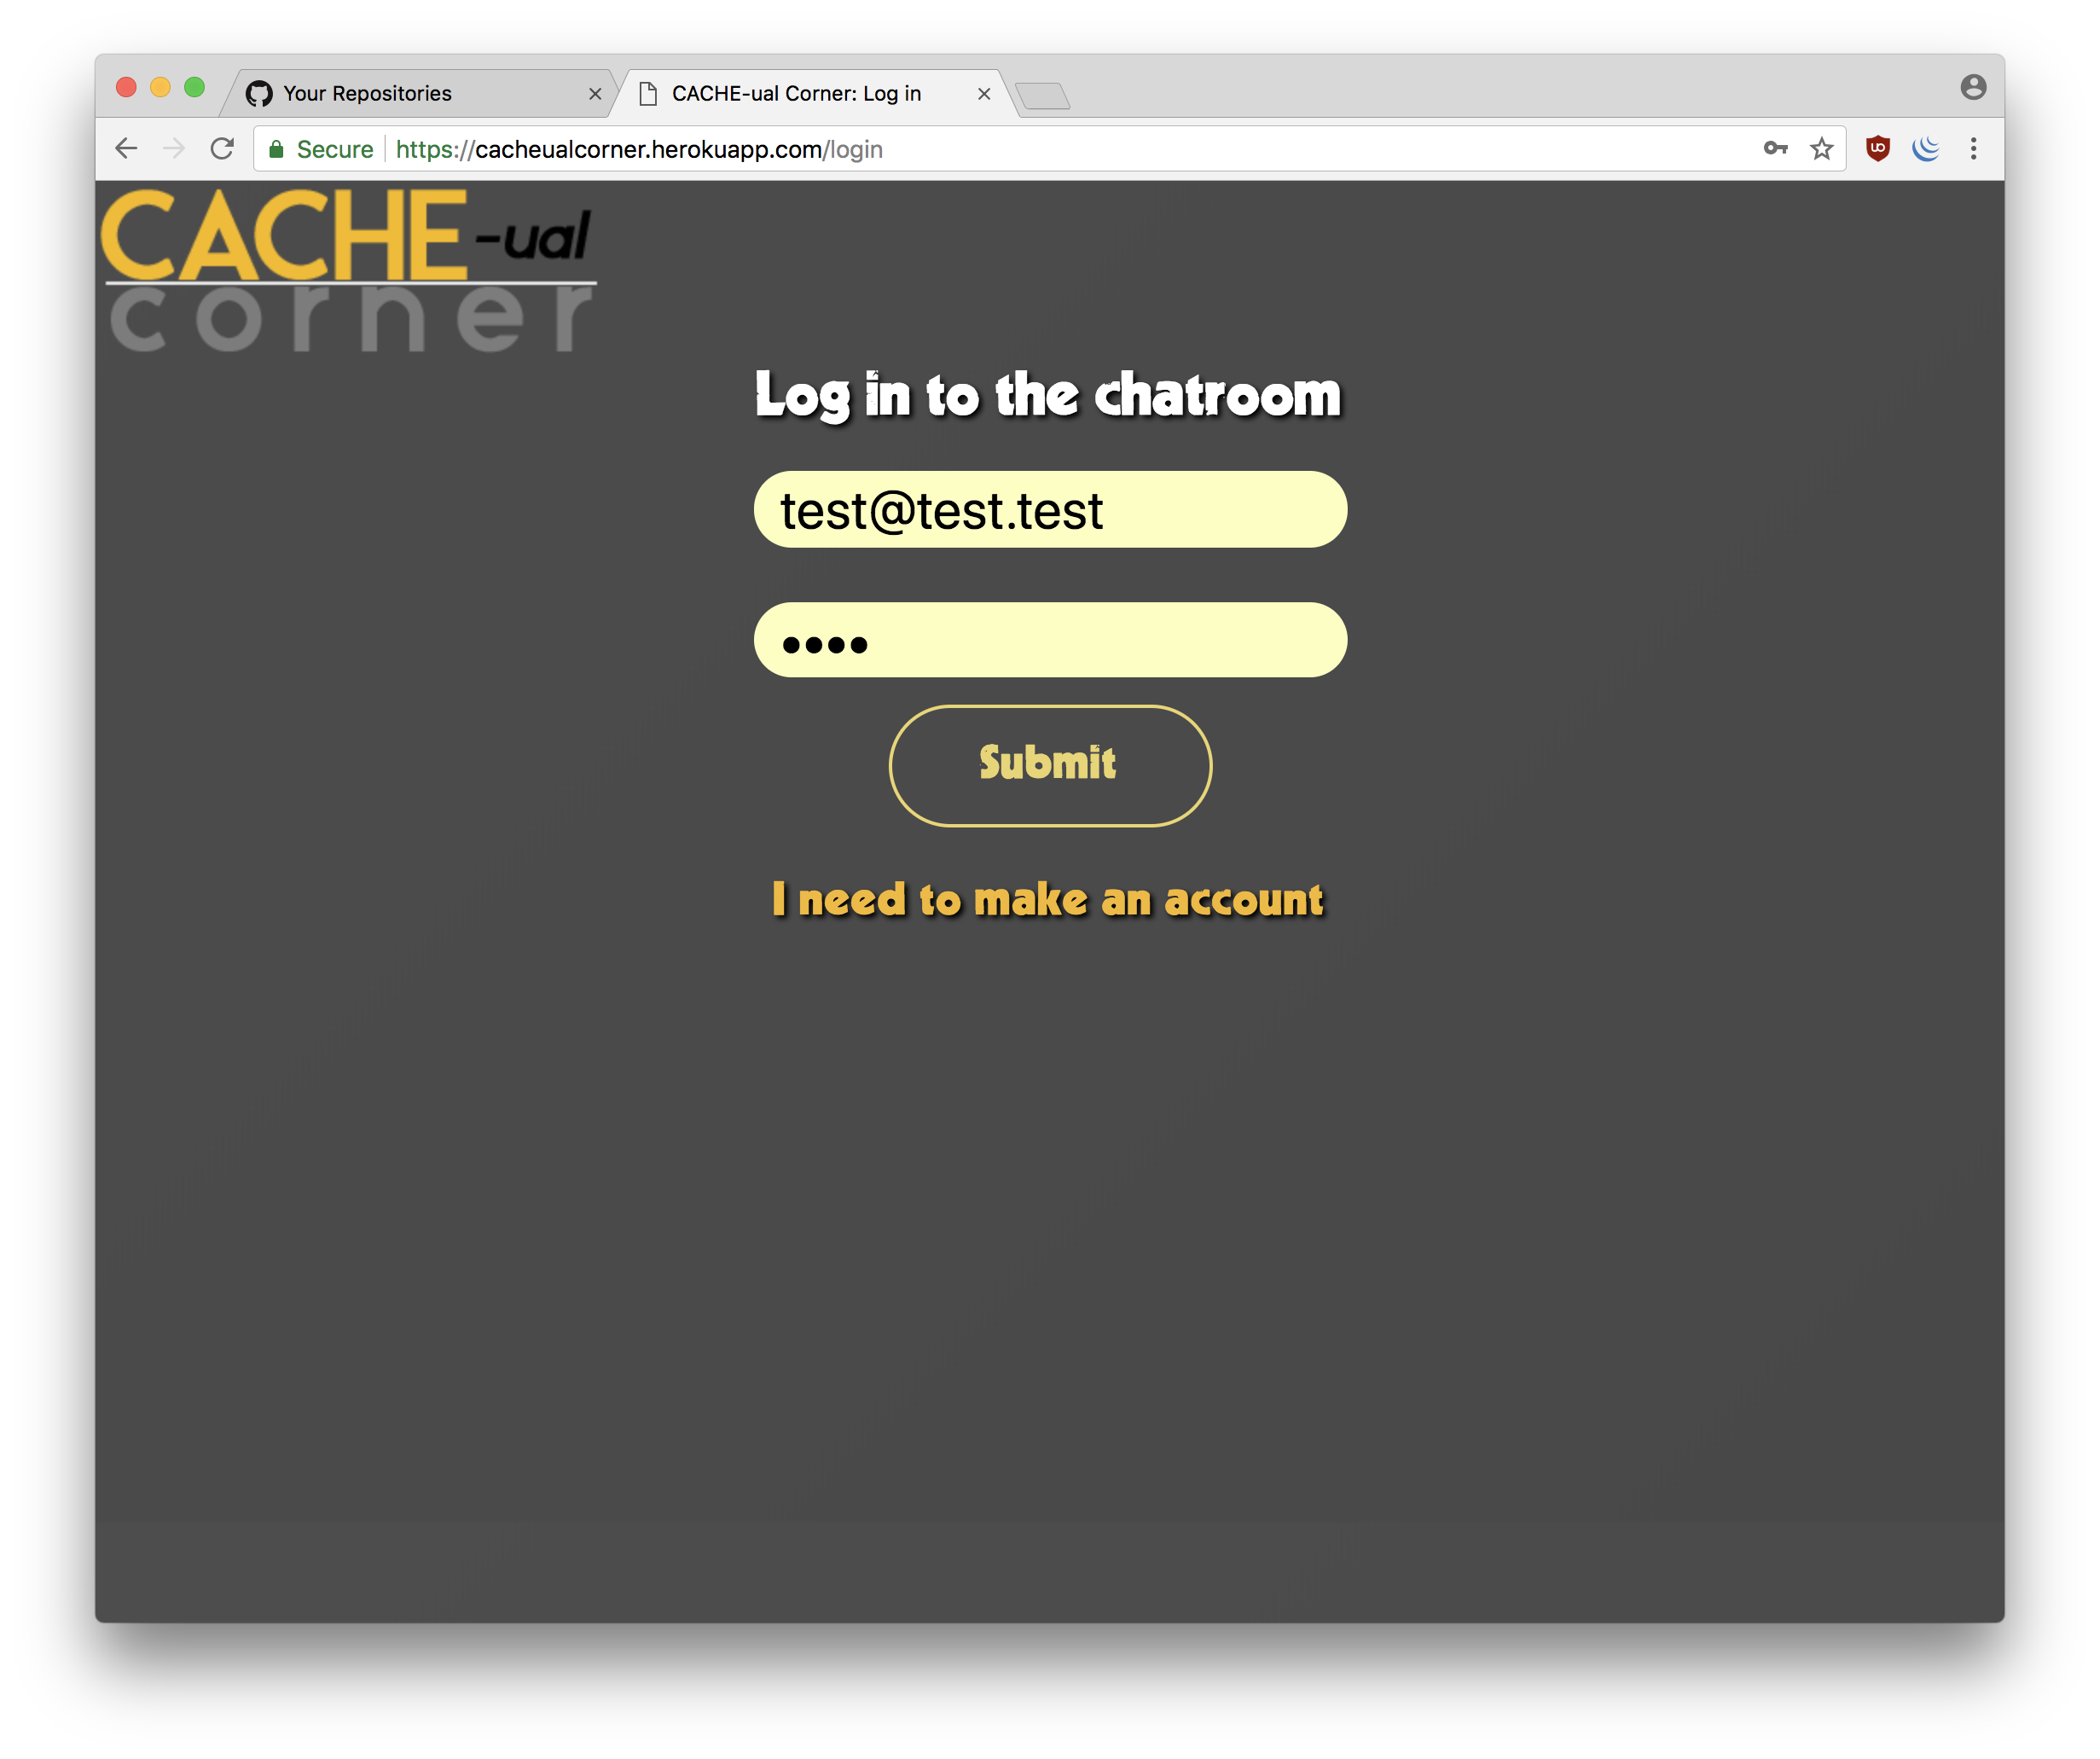 Your Repositories
CACHE-ual Corner: Log in
Secure https://cacheualcorner.herokuapp.com/login
CACHE-ual
corner
Log in to the chatroom
test@test.test
••••
Submit
I need to make an account